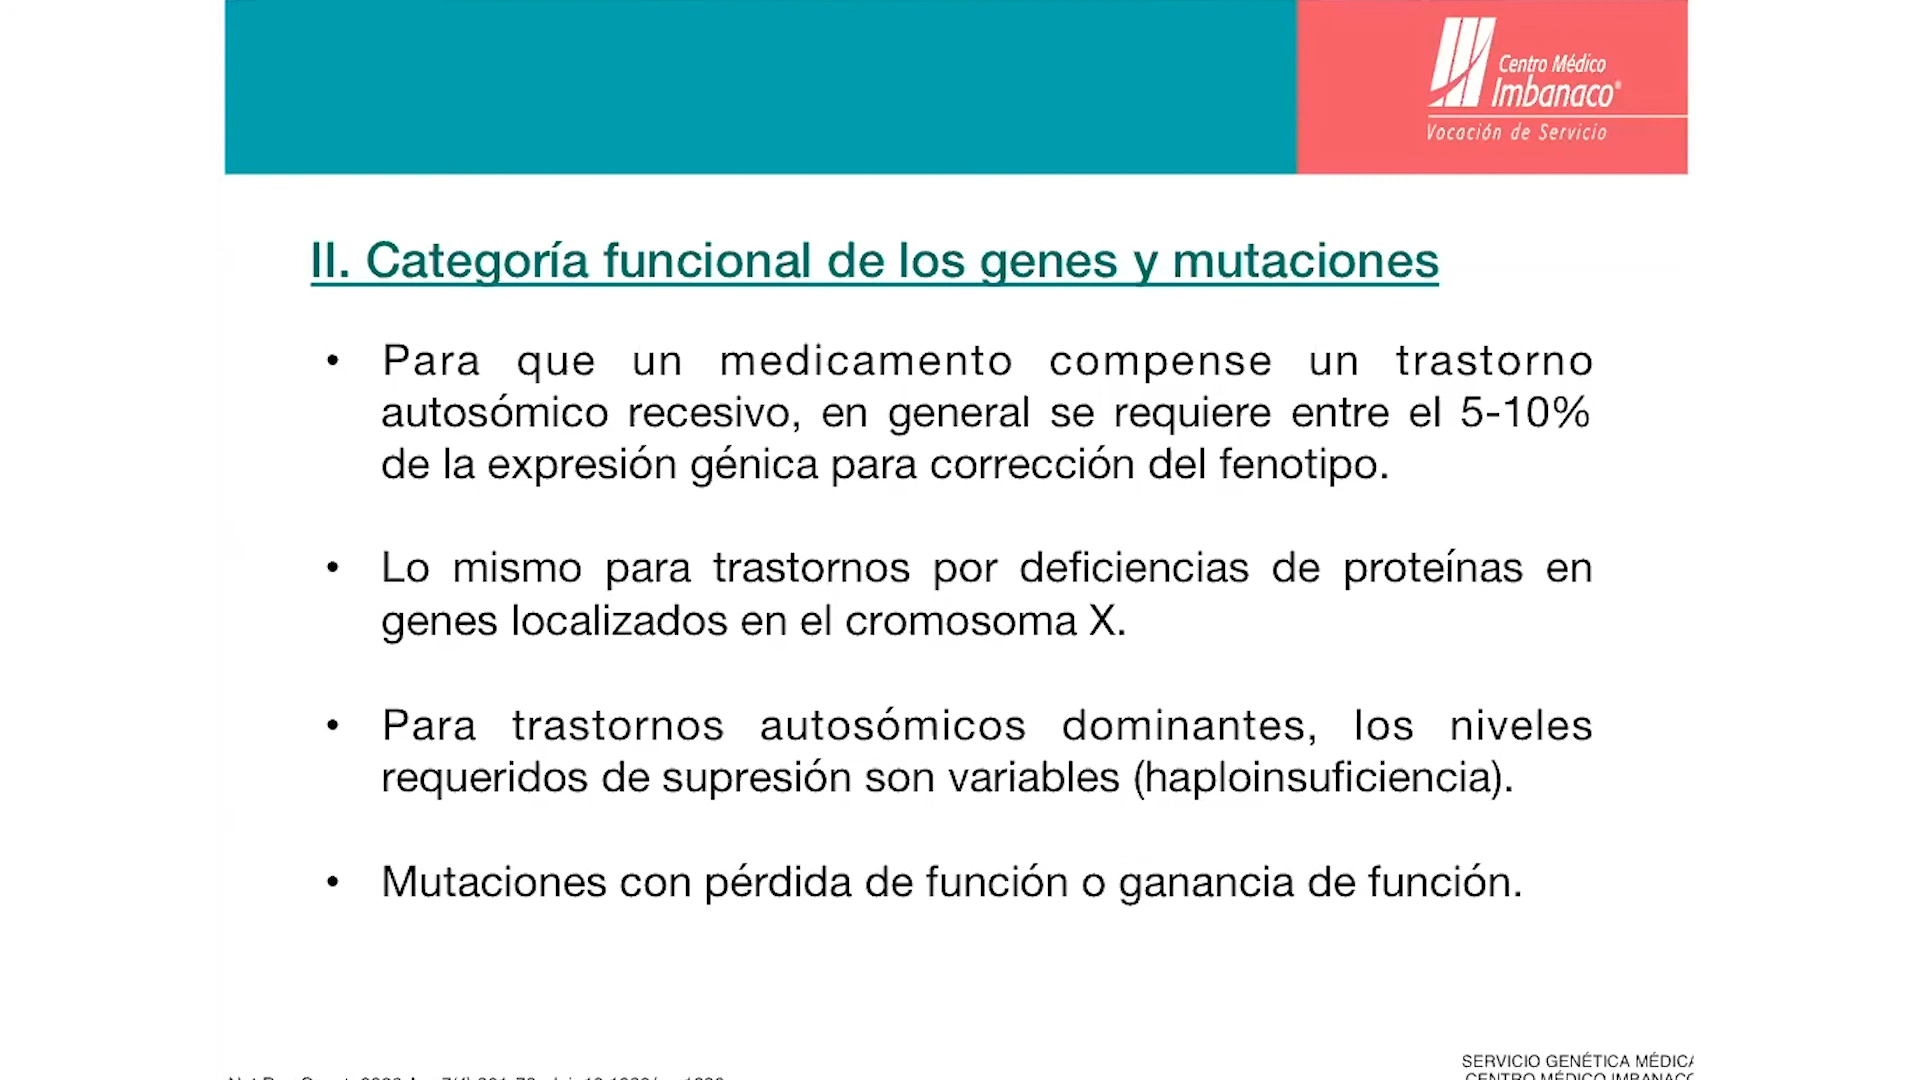 Centro Médico
Imbanaco®
Vocación de Servicio
II. Categoría funcional de los genes y mutaciones
• Para que un medicamento compense un trastorno
autosómico recesivo, en general se requiere entre el 5-10%
de la expresión génica para corrección del fenotipo.
• Lo mismo para trastornos por deficiencias de proteínas en
genes localizados en el cromosoma X.
• Para trastornos autosómicos dominantes, los niveles
requeridos de supresión son variables (haploinsuficiencia).
• Mutaciones con pérdida de función o ganancia de función.
SERVICIO GENÉTICA MÉDICA
CENTRO MÉDICO IMBANACO